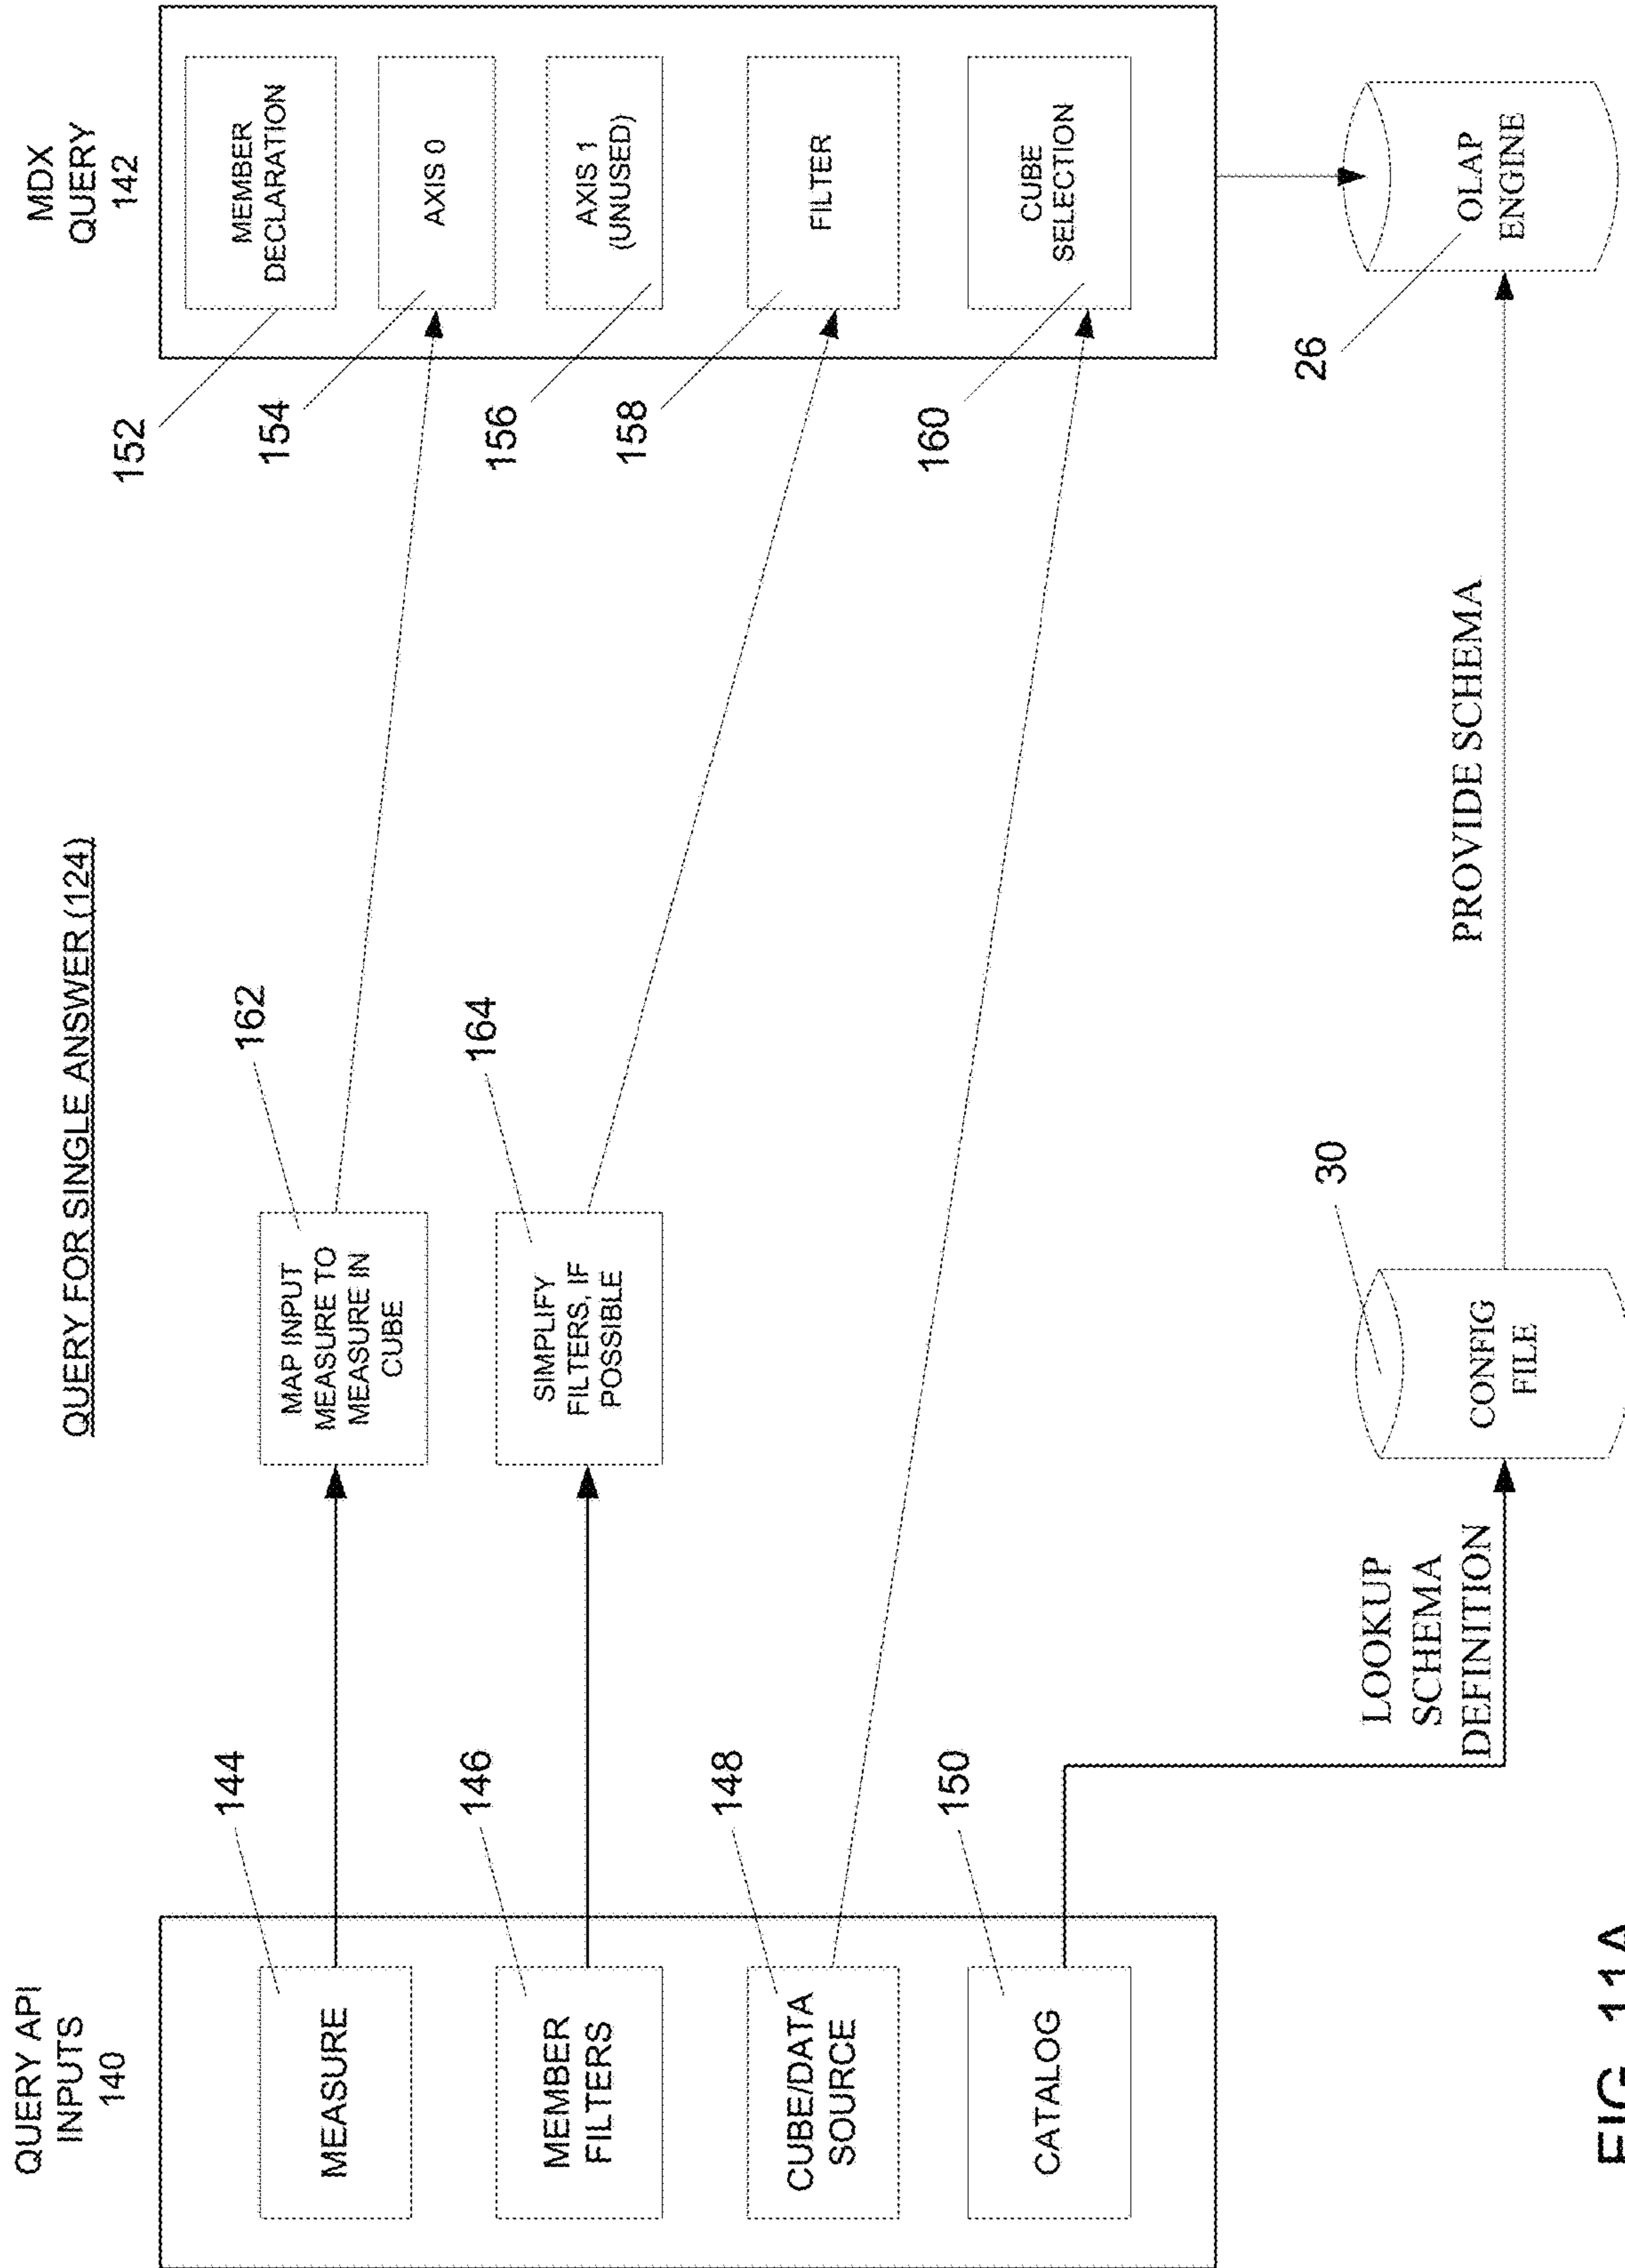 QUERY FOR SINGLE ANSWER (124)
QUERY API
INPUTS
140
MEASURE
144
MEMBER
FILTERS
146
CUBE/DATA
SOURCE
148
CATALOG
150
MAP INPUT
MEASURE TO
MEASURE IN
CUBE
162
SIMPLIFY
FILTERS, IF
POSSIBLE
164
LOOKUP
SCHEMA
DEFINITION
CONFIG
FILE
30
PROVIDE SCHEMA
MDX
QUERY
142
MEMBER
DECLARATION
152
AXIS 0
154
AXIS 1
(UNUSED)
156
FILTER
158
CUBE
SELECTION
160
OLAP
ENGINE
26
FIG. 11A